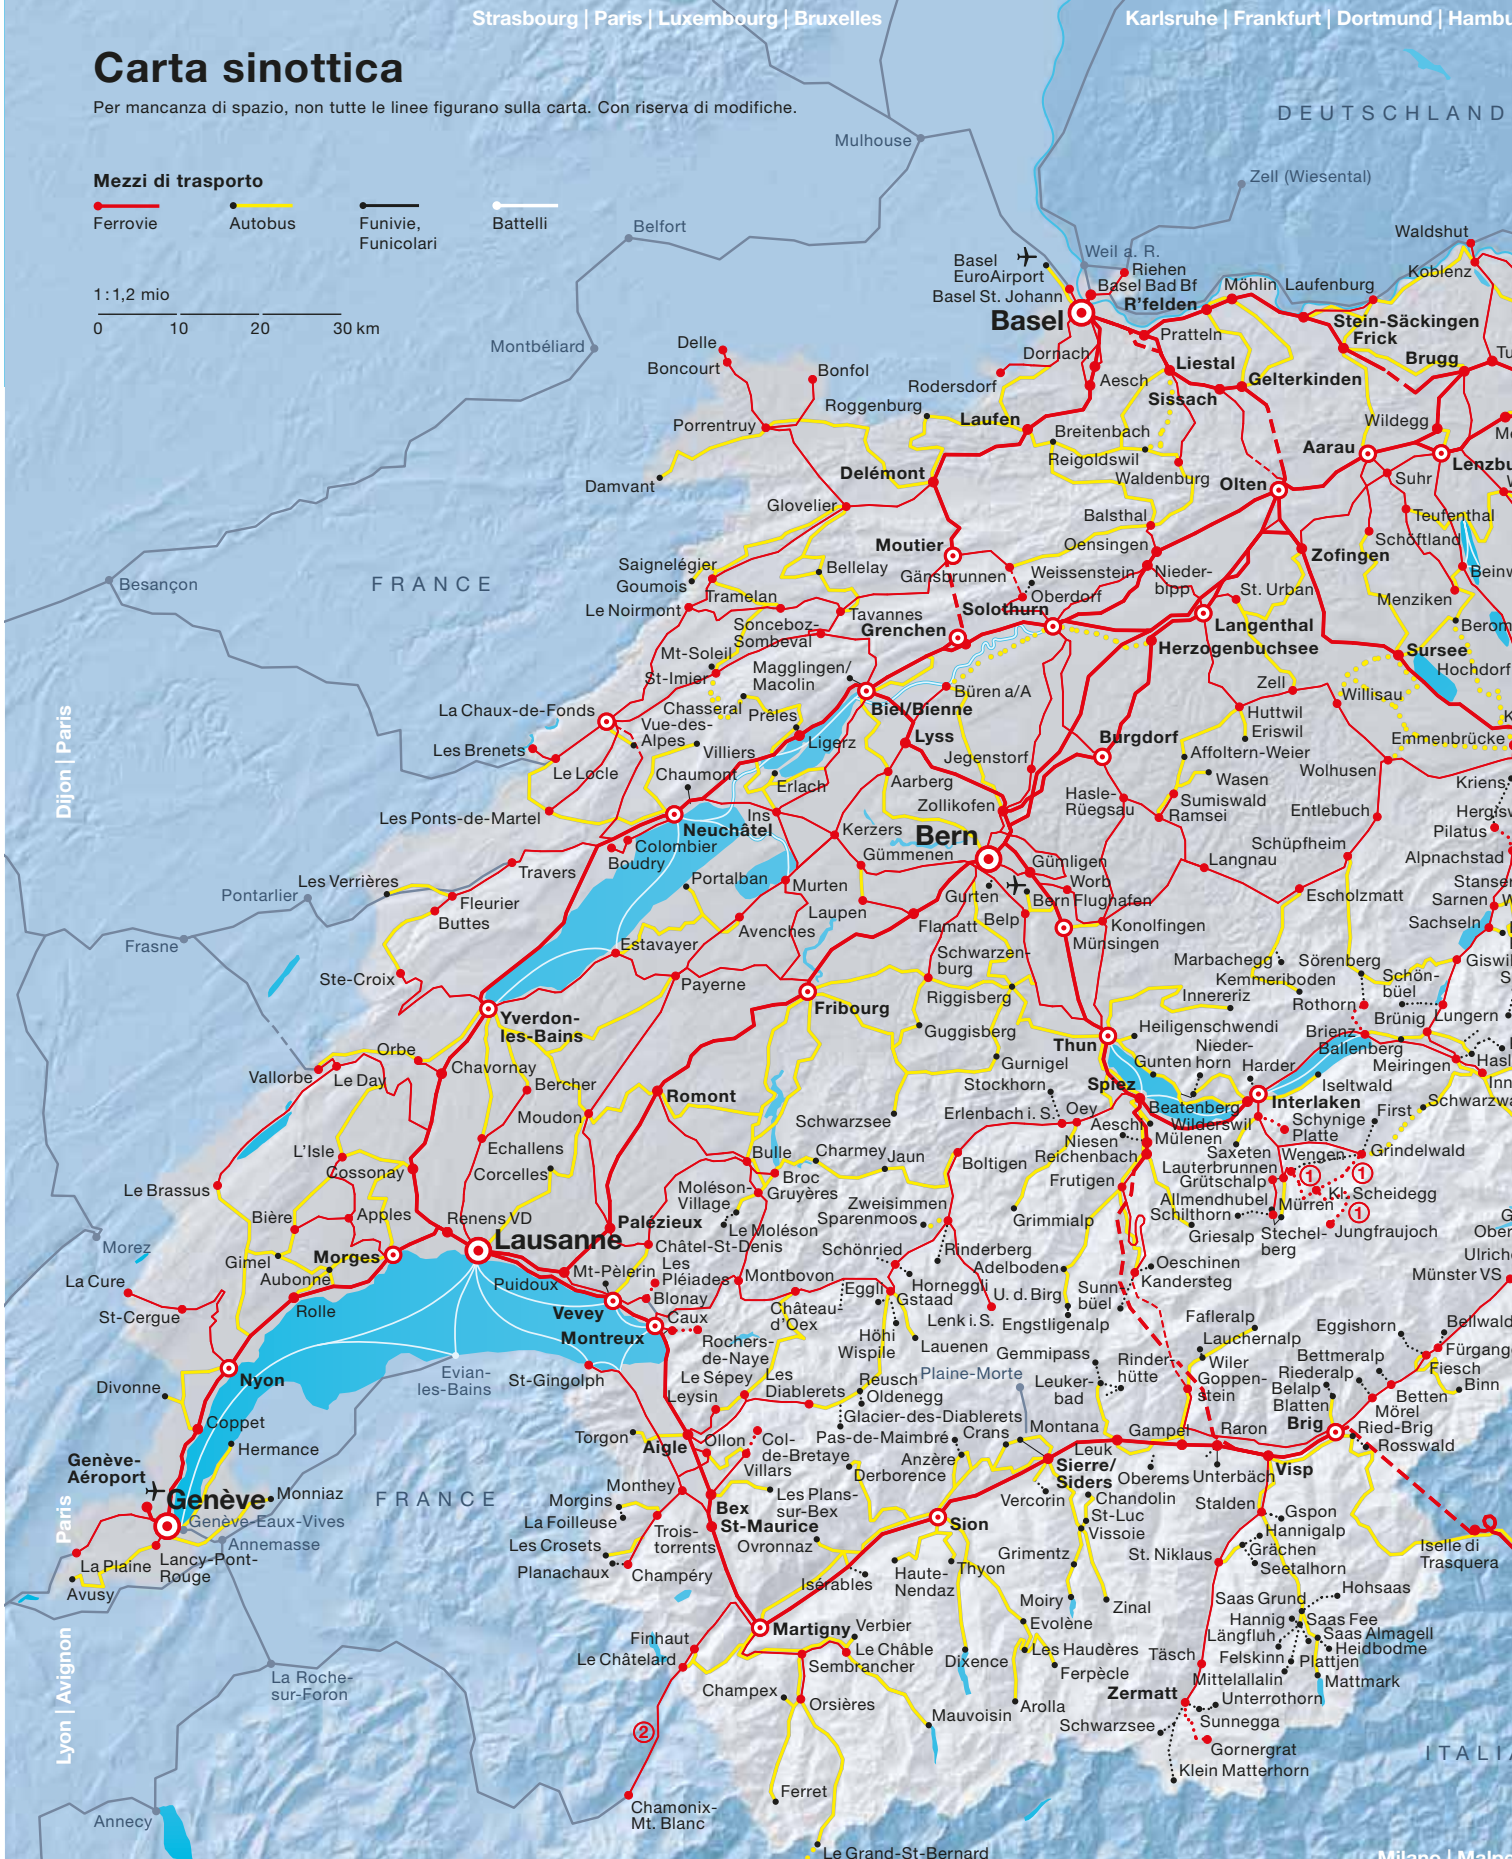 Strasbourg | Paris | Luxembourg | Bruxelles
Karlsruhe | Frankfurt | Dortmund |
Carta sinottica
Per mancanza di spazio, non tutte le linee figurano sulla carta. Con riserva di modifiche.
DEUTSCHLAND
Mulhouse
Zell (Wiesental)
Mezzi di trasporto
Ferrovie
Autobus
Funivie,
Funicolari
Battelli
1:1,2 mio
0 10 20 30 km
Belfort
Montbéliard
Waldshut
Koblenz
Weil a. R.
Basel
EuroAirport
Riehen
Basel Bad Bf
Basel St. Johann
R'felden
Möhlin
Laufenburg
Basel
Stein-Säckingen
Frick
Pratteln
Brugg
Delle
Boncourt
Bonfol
Dornach
Liestal
Rodersdorf
Aesch
Gelterkinden
Sissach
Roggenburg
Laufen
Porrentruy
Breitenbach
Wildegg
Reigoldswil
Aarau
Delémont
Waldenburg
Olten
Suhr
Damvant
Glovelier
Balsthal
Teufenthal
Moutier
Oensingen
Schöftland
Zofingen
Saignelégier
Goumois
Bellelay
Gänsbrunnen
Weissenstein
Nieder-
bipp
Oberdorf
St. Urban
Menziken
Besançon
FRANCE
Tramelan
Le Noirmont
Tavannes
Solothurn
Sonceboz-
Sombeval
Grenchen
Langenthal
Herzogenbuchsee
Sursee
Hochdorf
Mt-Soleil
St-Imier
Magglingen/
Macolin
Zell
Willisau
Chasseral
Prêles
Büren a/A
Biel/Bienne
Huttwil
Eriswil
La Chaux-de-Fonds
Vue-des-
Alpes
Villiers
Ligerz
Lyss
Burgdorf
Emmenbrücke
Les Brenets
Le Locle
Chaumont
Jegenstorf
Affoltern-Weier
Wolhusen
Dijon | Paris
Erlach
Aarberg
Wasen
Kriens
Hasle-
Rüegsau
Sumiswald
Ramsei
Entlebuch
Les Ponts-de-Martel
Ins
Zollikofen
Pilatus
Neuchâtel
Kerzers
Bern
Schüpfheim
Alpnachstad
Colombier
Boudry
Gümmenen
Gümligen
Langnau
Travers
Portalban
Murten
Worb
Escholzmatt
Les Verrières
Pontarlier
Fleurier
Buttes
Gurten
Bern Flughafen
Sarnen
Laupen
Belp
Flamatt
Konolfingen
Sachseln
Frasne
Avenches
Münsingen
Estavayer
Schwarzen-
burg
Marbachegg
Sörenberg
Ste-Croix
Payerne
Kemmeriboden
Schön-
büel
Riggisberg
Innereriz
Rothorn
Fribourg
Yverdon-
les-Bains
Guggisberg
Heiligenschwendi
Brünig
Lungern
Brienz
Ballenberg
Thun
Nieder-
horn
Orbe
Gurnigel
Gunten
Harder
Meiringen
Vallorbe
Le Day
Chavornay
Stockhorn
Spiez
Iseltwald
Bercher
Romont
Interlaken
Moudon
Schwarzsee
Erlenbach i. S.
Oey
Beatenberg
Wilderswil
First
Aesch
Schynige
Platte
L'Isle
Echallens
Niesen
Mülenen
Cossonay
Corcelles
Bulle
Charmey
Jaun
Reichenbach
Saxeten
Wengen
Grindelwald
Boltigen
Lauterbrunnen
Grütschalp
Le Brassus
Broc
Gruyères
Frutigen
Kl. Scheidegg
Moléson-
Village
Zweisimmen
Sparenmoos
Allmendhubel
Mürren
Bière
Apples
Renens VD
Le Moléson
Grimmialp
Schilthorn
Stechel-
berg
Jungfraujoch
1
1
1
Morez
Lausanne
Palézieux
Griesalp
Gimel
Morges
Châtel-St-Denis
Schönried
Rinderberg
Aubonne
Mt-Pèlerin
Les
Pléiades
Montbovon
Adelboden
Oeschinen
Kandersteg
La Cure
Puidoux
Blonay
Eggli
Horneggli
Münster VS
St-Cergue
Rolle
Vevey
Château-
d'Oex
Gstaad
U. d. Birg
Sunn-
büel
Montreux
Caux
Lenk i. S.
Engstligenalp
Fafleralp
Rochers-
de-Naye
Höhi
Wispile
Lauenen
Lauchernalp
Eggishorn
Evian-
les-Bains
St-Gingolph
Gemmipass
Bettmeralp
Nyon
Le Sépey
Les
Diablerets
Reusch
Oldenegg
Plaine-Morte
Rinder-
hütte
Wiler
Riederalp
Fiesch
Divonne
Leysin
Leuker-
bad
Goppen-
stein
Belalp
Blatten
Binn
Betten
Mörel
Coppet
Glacier-des-Diablerets
Montana
Gampel
Raron
Brig
Ried-Brig
Hermance
Torgon
Aigle
Ollon
Col-
de-Bretaye
Pas-de-Maimbré
Crans
Rosswald
Genève-
Aéroport
Villars
Anzère
Leuk
Sierre/
Siders
Visp
Monthey
Derborence
Oberems
Unterbäch
Genève
Monniaz
FRANCE
Morgins
La Foilleuse
Bex
Les Plans-
sur-Bex
Vercorin
Chandolin
Stalden
Paris
Genève-Eaux-Vives
St-Maurice
Sion
St-Luc
Vissoie
Gspon
Annemasse
Trois-
torrents
Ovronnaz
Hannigalp
La Plaine
Lancy-Pont-
Rouge
Les Crosets
Grimentz
St. Niklaus
Grächen
Iselle di
Trasquera
Planachaux
Champéry
Isérables
Haute-
Nendaz
Thyon
Seetalhorn
Avusy
Moiry
Zinal
Saas Grund
Hohsaas
Evolène
Hannig
Saas Fee
Martigny
Verbier
Längfluh
Saas Almagell
Lyon | Avignon
Finhaut
Le Châble
Les Haudères
Täsch
Felskinn
Heidbodme
Le Châtelard
Sembrancher
Dixence
Ferpècle
Plattjen
La Roche-
sur-Foron
Mittelallalin
Mattmark
Champex
Orsières
Arolla
Zermatt
Unterrothorn
Mauvoisin
Schwarzsee
Sunnegga
2
Gornergrat
ITALIA
Klein Matterhorn
Ferret
Chamonix-
Mt. Blanc
Annecy
Le Grand-St-Bernard